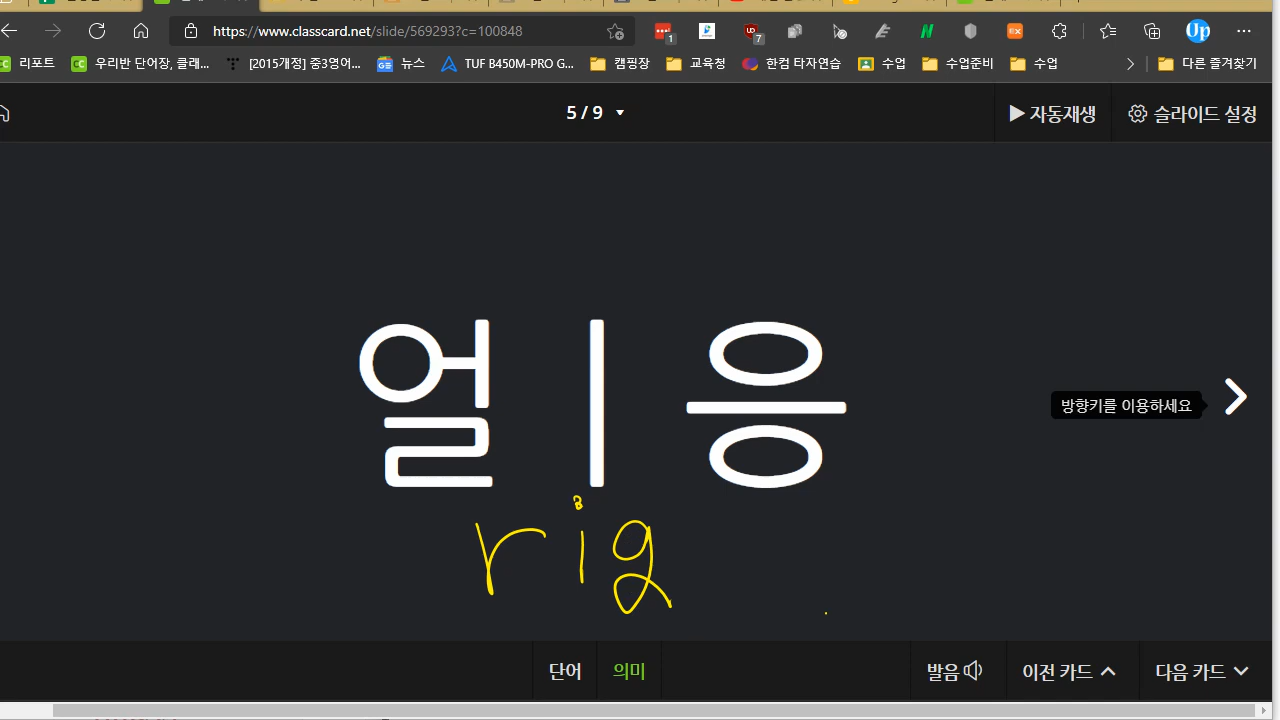 https://www.classcard.net/slide/569293?c=100848
리포트 우리반 단어장, 클래... [2015개정] 중3영어... 뉴스 TUF B450M-PRO G... 캠핑장 교육청 한컴 타자연습 수업 수업준비 수업 다른 즐겨찾기
5 / 9 자동재생 슬라이드 설정
얼 ㅣ 응
방향키를 이용하세요
rig
단어 의미 발음 이전 카드 다음 카드